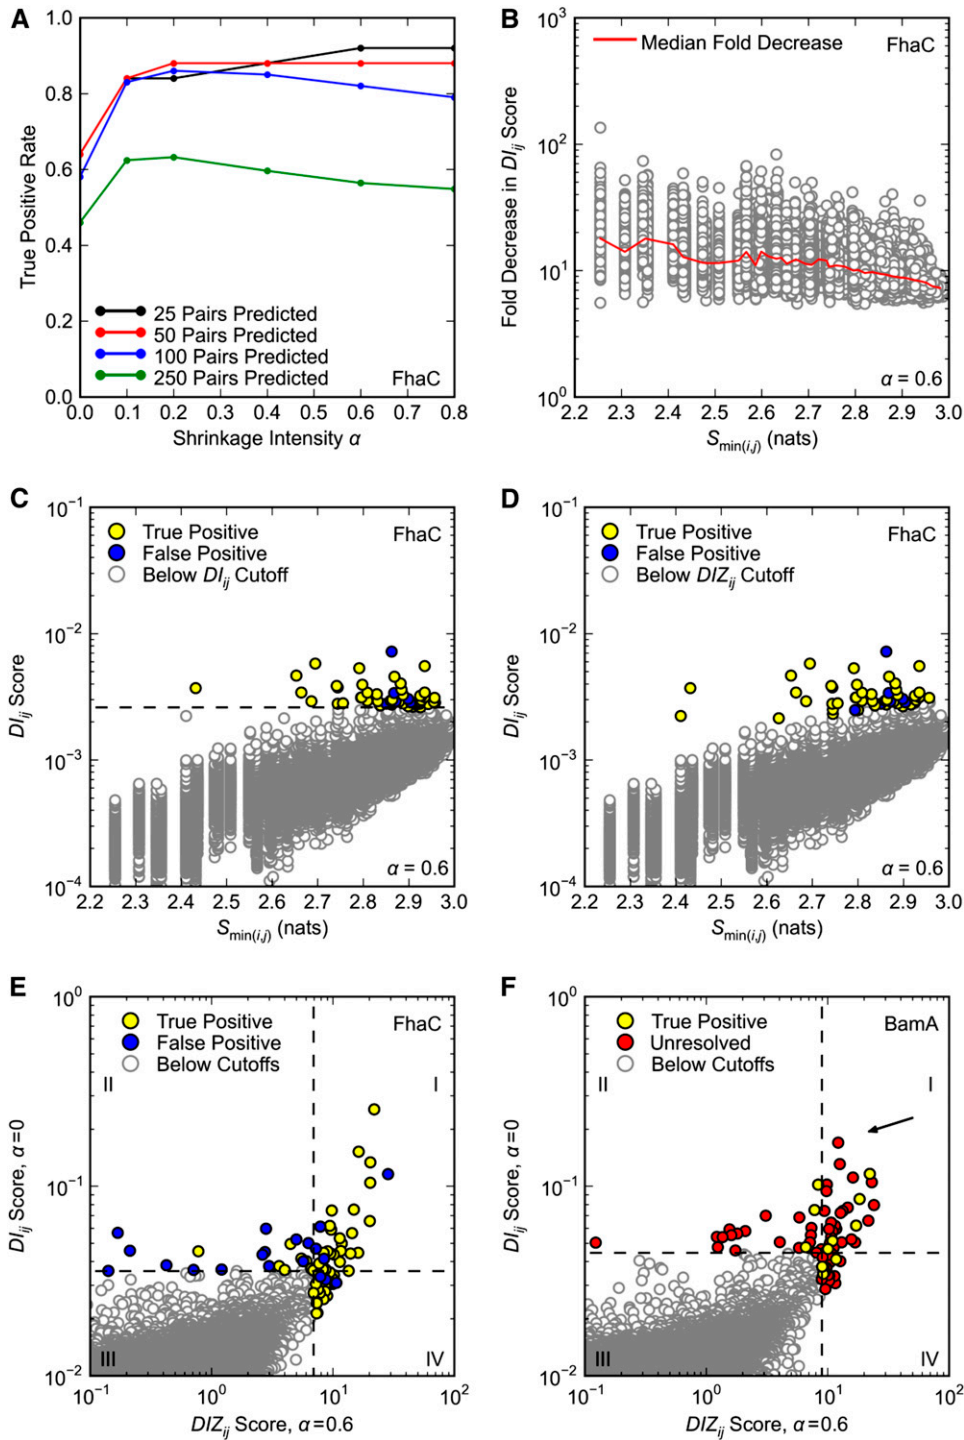 A
True Positive Rate
1.0
0.8
0.6
0.4
0.2
0.0
25 Pairs Predicted
50 Pairs Predicted
100 Pairs Predicted
250 Pairs Predicted
FhaC
0.0 0.1 0.2 0.3 0.4 0.5 0.6 0.7 0.8
Shrinkage Intensity α
B
Fold Decrease in DIij Score
10³
10²
10¹
10⁰
Median Fold Decrease
FhaC
α = 0.6
2.2 2.3 2.4 2.5 2.6 2.7 2.8 2.9 3.0
Smin(i,j) (nats)
C
DIij Score
10⁻¹
10⁻²
10⁻³
10⁻⁴
True Positive
False Positive
Below DIij Cutoff
FhaC
α = 0.6
2.2 2.3 2.4 2.5 2.6 2.7 2.8 2.9 3.0
Smin(i,j) (nats)
D
DIij Score
10⁻¹
10⁻²
10⁻³
10⁻⁴
True Positive
False Positive
Below DIZij Cutoff
FhaC
α = 0.6
2.2 2.3 2.4 2.5 2.6 2.7 2.8 2.9 3.0
Smin(i,j) (nats)
E
DIij Score, α=0
10⁰
10⁻¹
10⁻²
True Positive
False Positive
Below Cutoffs
FhaC
II
I
III
IV
10⁻¹ 10⁰ 10¹ 10²
DIZij Score, α=0.6
F
DIij Score, α=0
10⁰
10⁻¹
10⁻²
True Positive
Unresolved
Below Cutoffs
BamA
II
I
III
IV
10⁻¹ 10⁰ 10¹ 10²
DIZij Score, α=0.6